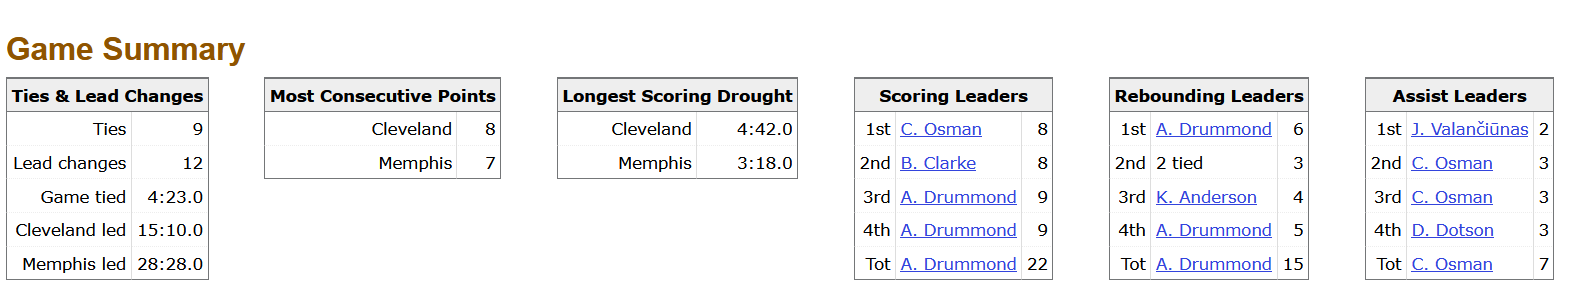 Game Summary
Ties & Lead Changes
Ties 9
Lead changes 12
Game tied 4:23.0
Cleveland led 15:10.0
Memphis led 28:28.0
Most Consecutive Points
Cleveland 8
Memphis 7
Longest Scoring Drought
Cleveland 4:42.0
Memphis 3:18.0
Scoring Leaders
1st C. Osman 8
2nd B. Clarke 8
3rd A. Drummond 9
4th A. Drummond 9
Tot A. Drummond 22
Rebounding Leaders
1st A. Drummond 6
2nd 2 tied 3
3rd K. Anderson 4
4th A. Drummond 5
Tot A. Drummond 15
Assist Leaders
1st J. Valančiūnas 2
2nd C. Osman 3
3rd C. Osman 3
4th D. Dotson 3
Tot C. Osman 7